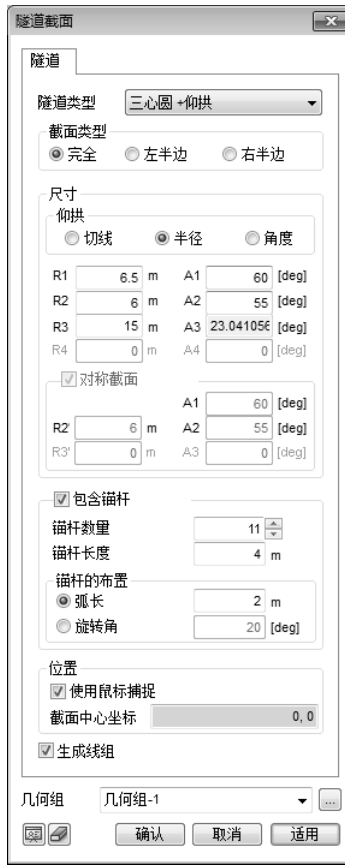 隧道截面
隧道
隧道类型 三心圆 +仰拱
截面类型
完全 左半边 右半边
尺寸
仰拱
切线 半径 角度
R1 6.5 m A1 60 [deg]
R2 6 m A2 55 [deg]
R3 15 m A3 23.041056 [deg]
R4 0 m A4 0 [deg]
对称截面
A1 60 [deg]
R2' 6 m A2 55 [deg]
R3' 0 m A3 0 [deg]
包含锚杆
锚杆数量 11
锚杆长度 4 m
锚杆的布置
弧长 2 m
旋转角 20 [deg]
位置
使用鼠标捕捉
截面中心坐标 0, 0
生成线组
几何组 几何组-1 ...
确认 取消 适用